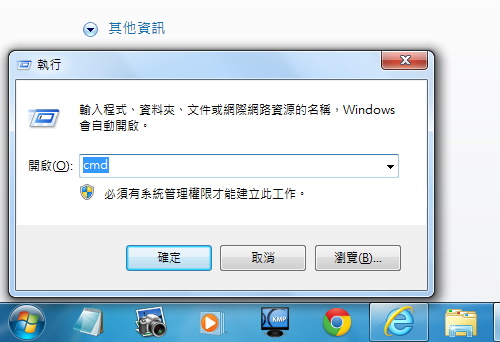 其他資訊
執行
輸入程式、資料夾、文件或網際網路資源的名稱，Windows
會自動開啟。
開啟(O): cmd
必須有系統管理權限才能建立此工作。
確定 取消 瀏覽(B)...
KMP